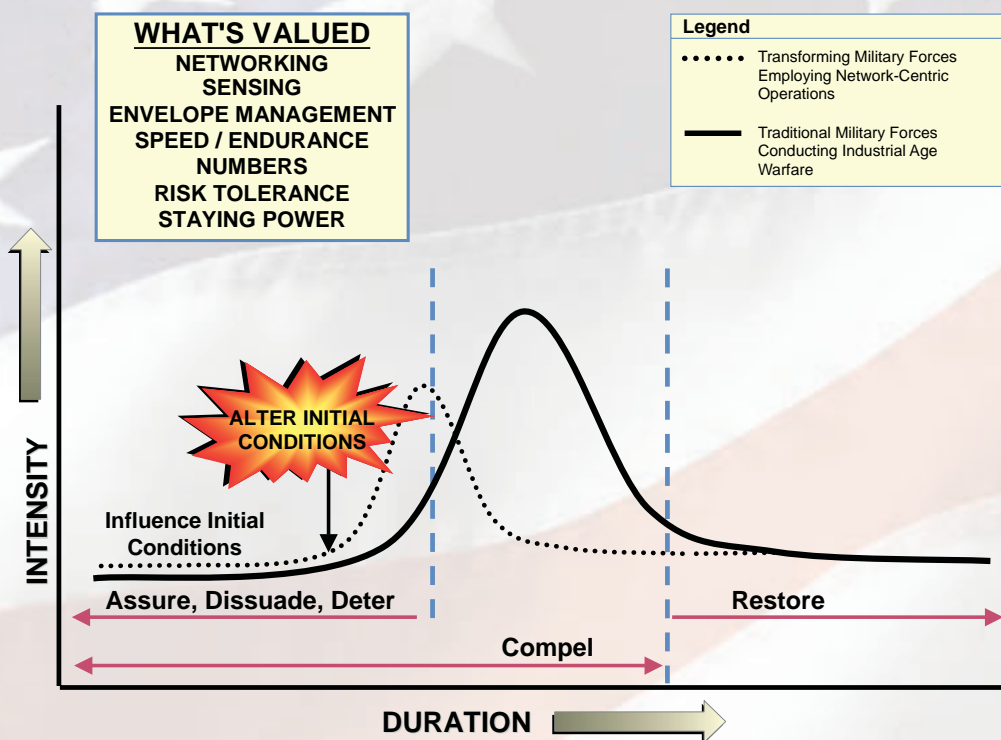 WHAT'S VALUED
NETWORKING
SENSING
ENVELOPE MANAGEMENT
SPEED / ENDURANCE
NUMBERS
RISK TOLERANCE
STAYING POWER
Legend
Transforming Military Forces
Employing Network-Centric
Operations
Traditional Military Forces
Conducting Industrial Age
Warfare
INTENSITY
ALTER INITIAL
CONDITIONS
Influence Initial
Conditions
Assure, Dissuade, Deter
Restore
Compel
DURATION